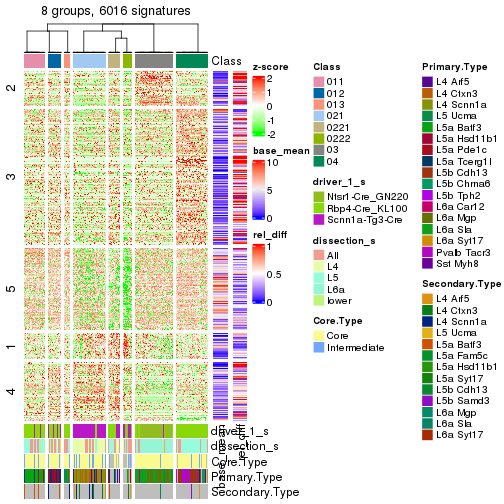 8 groups, 6016 signatures
Class
2
3
5
1
4
driver_1_s
dissection_s
Core.Type
Primary.Type
Secondary.Type
base_mean
rel_diff
z-score
2
1
0
-1
-2
base_mean
10
5
0
rel_diff
1
0.5
0
Class
011
012
013
021
0221
0222
03
04
driver_1_s
Ntsr1-Cre_GN220
Rbp4-Cre_KL100
Scnn1a-Tg3-Cre
dissection_s
All
L4
L5
L6a
lower
Core.Type
Core
Intermediate
Primary.Type
L4 Arf5
L4 Ctxn3
L4 Scnn1a
L5 Ucma
L5a Batf3
L5a Hsd11b1
L5a Pde1c
L5a Tcerg1l
L5b Cdh13
L5b Chrna6
L5b Tph2
L6a Car12
L6a Mgp
L6a Sla
L6a Syt17
Pvalb Tacr3
Sst Myh8
Secondary.Type
L4 Arf5
L4 Ctxn3
L4 Scnn1a
L5 Ucma
L5a Batf3
L5a Fam5c
L5a Hsd11b1
L5a Syt17
L5b Cdh13
L5b Samd3
L6a Mgp
L6a Sla
L6a Syt17